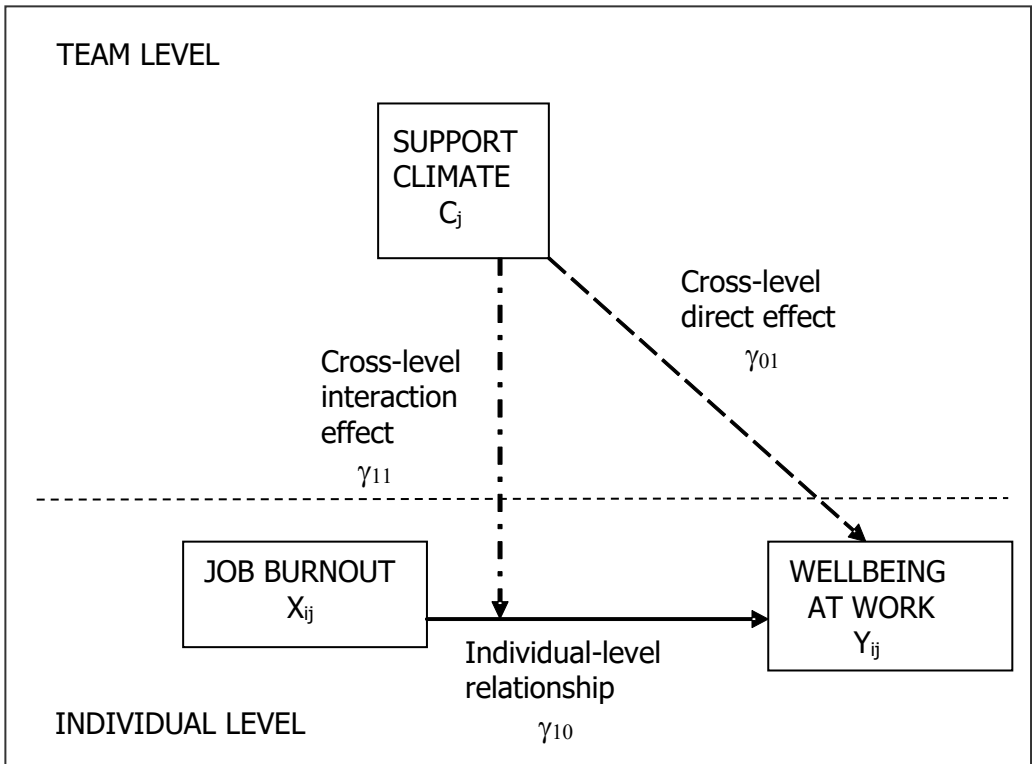 TEAM LEVEL
SUPPORT
CLIMATE
Cj
Cross-level
direct effect
γ01
Cross-level
interaction
effect
γ11
JOB BURNOUT
Xij
WELLBEING
AT WORK
Yij
Individual-level
relationship
γ10
INDIVIDUAL LEVEL